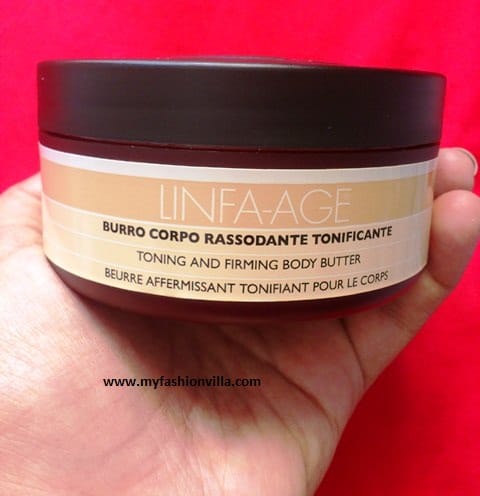 LINFA-AGE
BURRO CORPO RASSODANTE TONIFICANTE
TONING AND FIRMING BODY BUTTER
BEURRE AFFERMISSANT TONIFIANT POUR LE CORPS
www.myfashionvilla.com